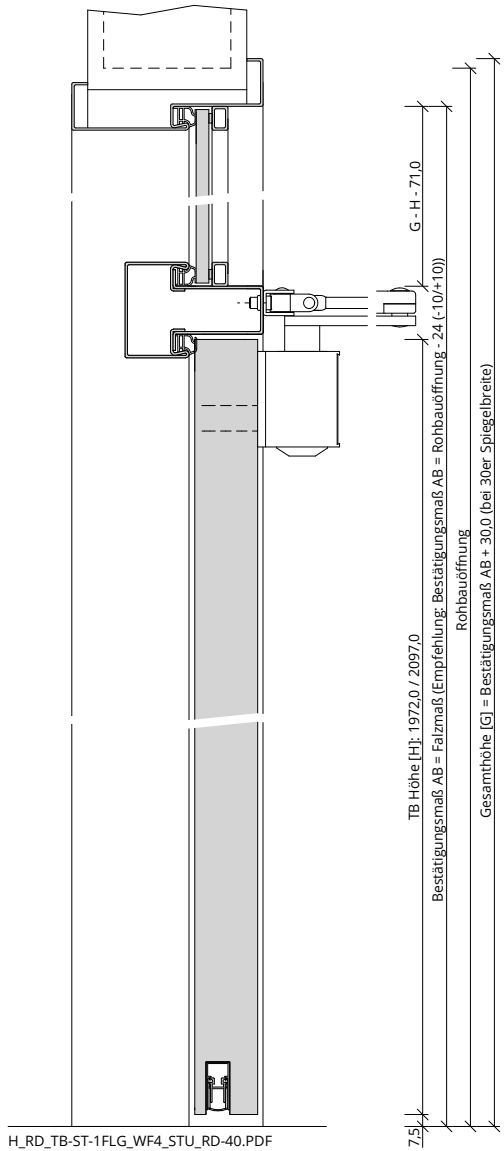 G - H - 71,0
TB Höhe [H]: 1972,0 / 2097,0
Bestätigungsmaß AB = Falzmaß (Empfehlung: Bestätigungsmaß AB = Rohbauöffnung - 24 (-10/+10))
Rohbauöffnung
Gesamthöhe [G] = Bestätigungsmaß AB + 30,0 (bei 30er Spiegelbreite)
7,5
H_RD_TB-ST-1FLG_WF4_STU_RD-40.PDF